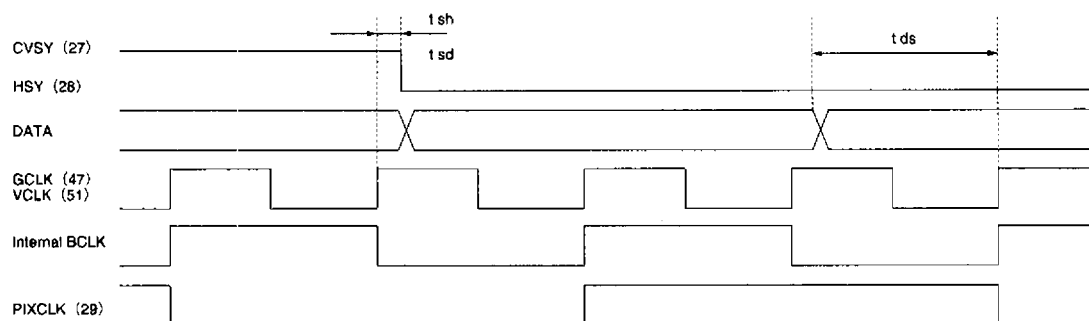 t sh
CVSY (27)
t sd
t ds
HSY (28)
DATA
GCLK (47)
VCLK (51)
Internal BCLK
PIXCLK (29)